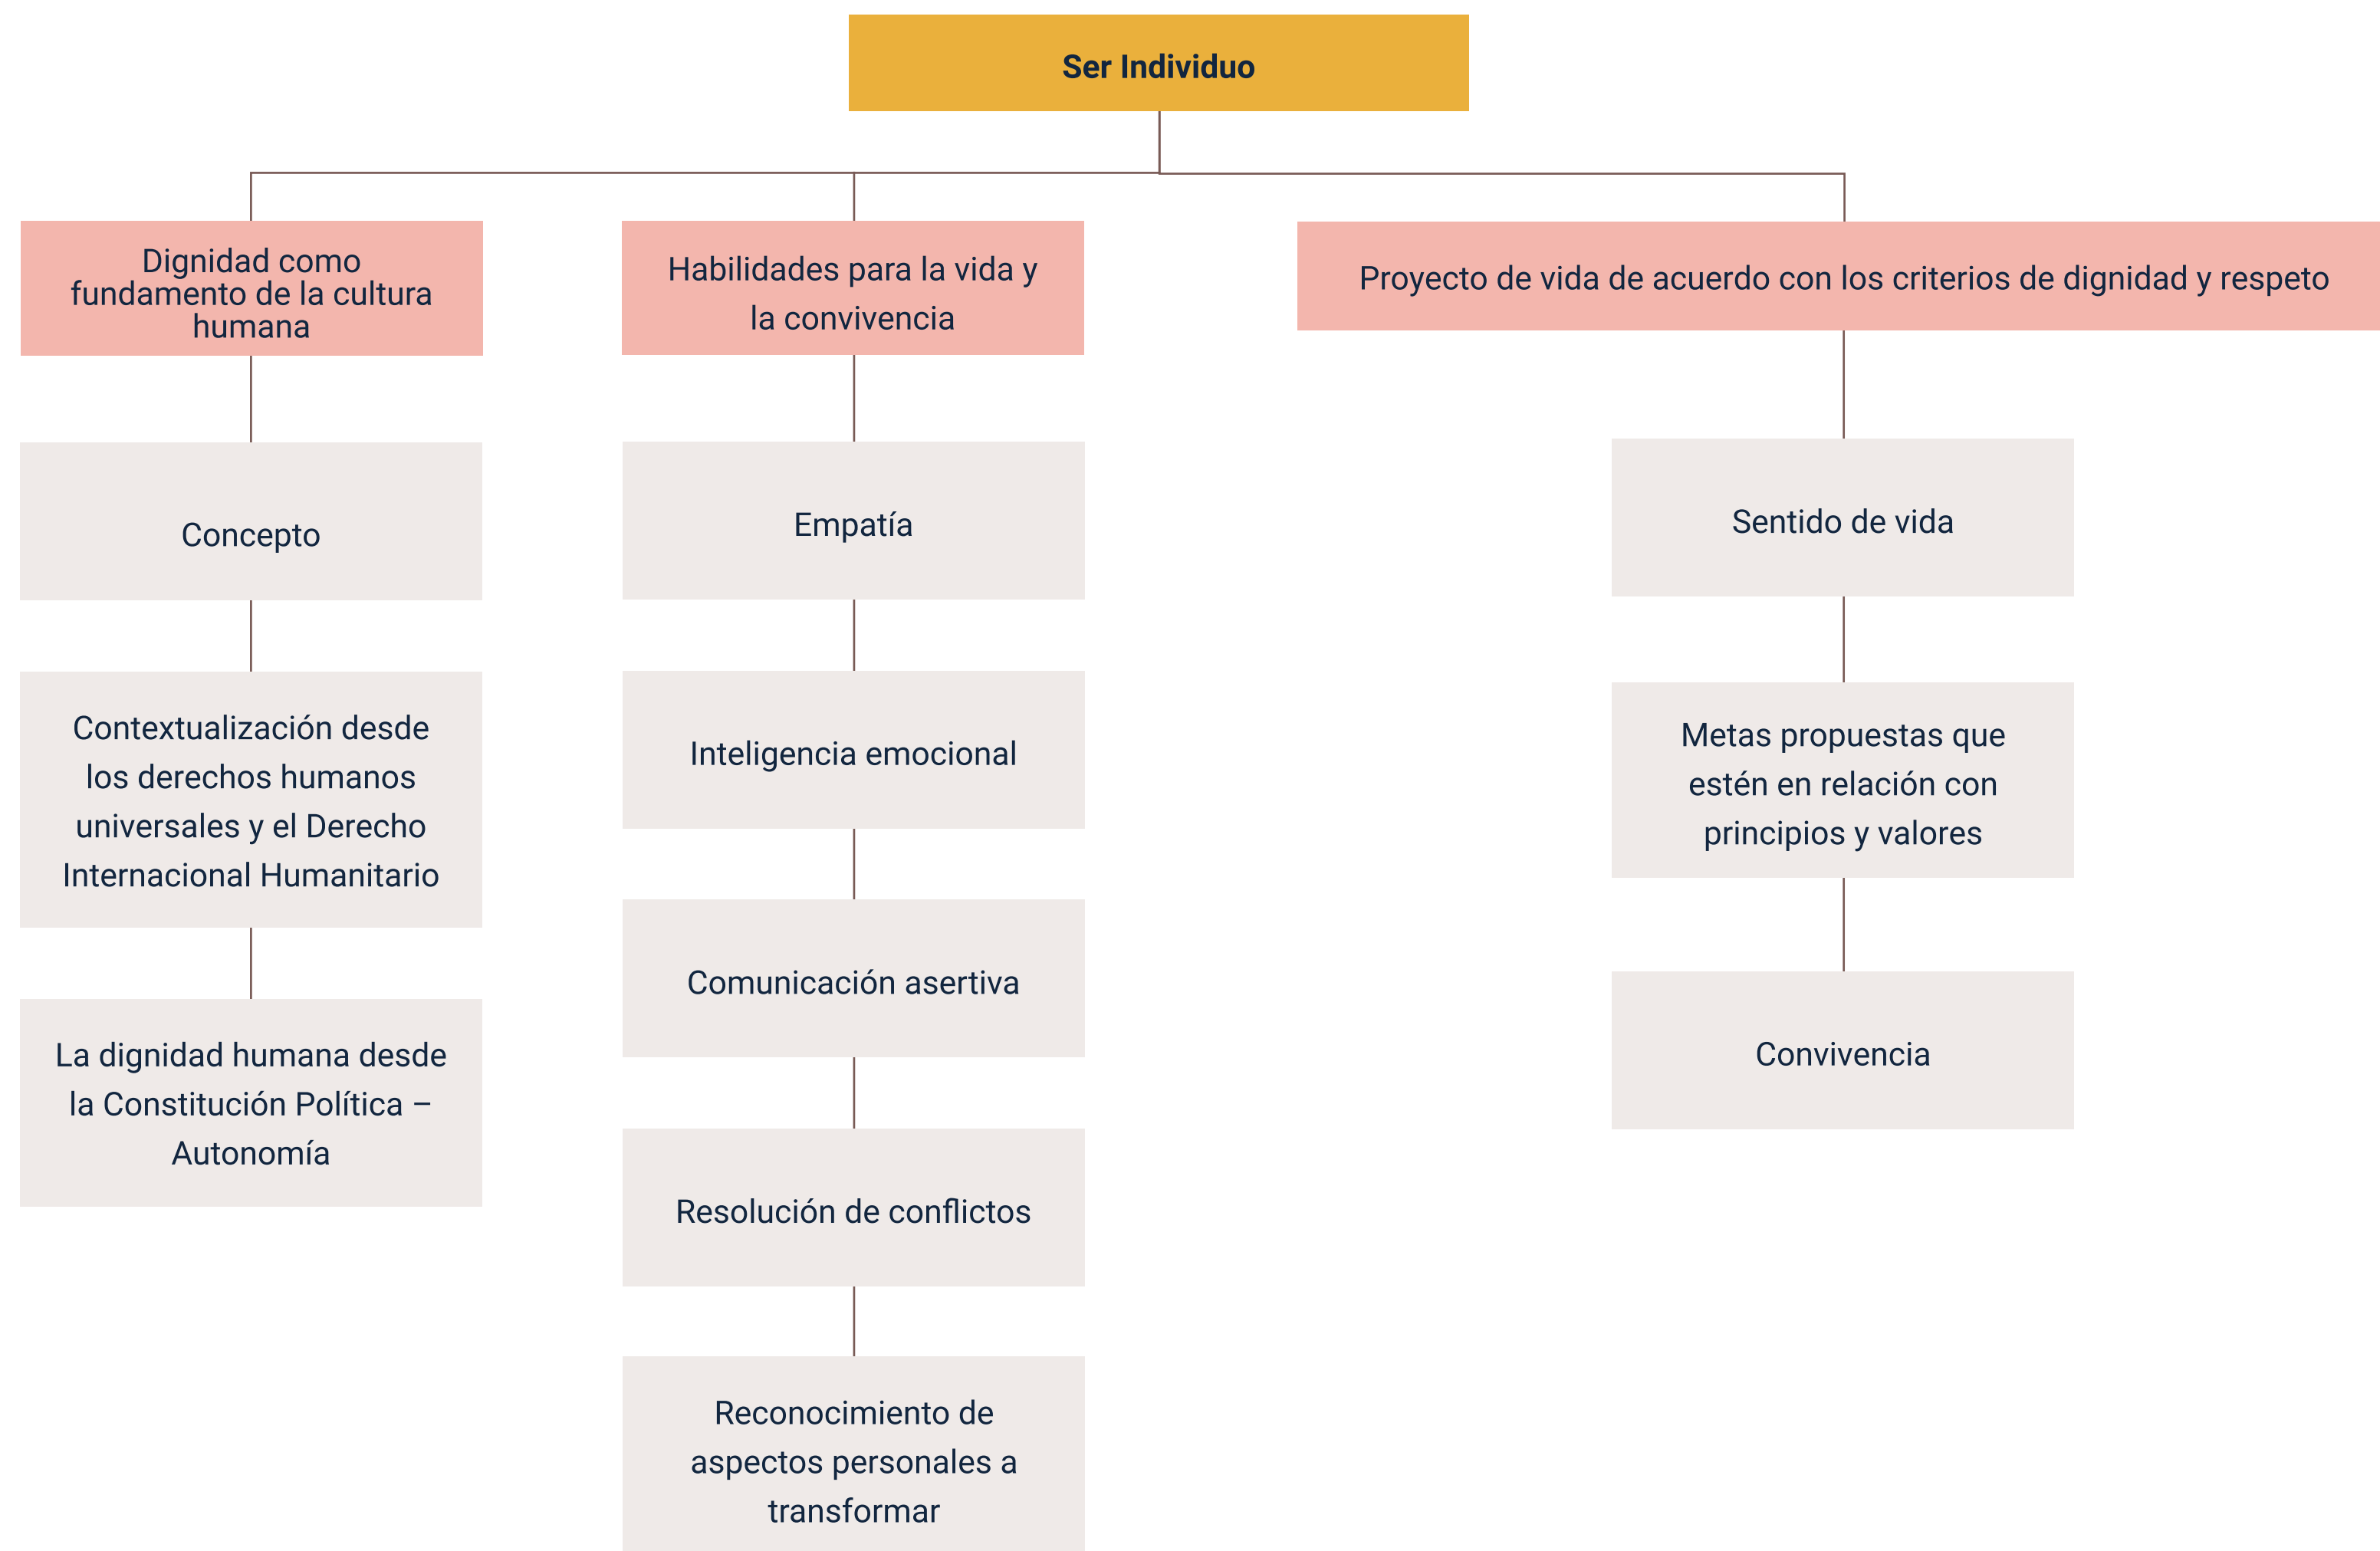 Ser Individuo
Dignidad como
fundamento de la cultura
humana
Concepto
Contextualización desde
los derechos humanos
universales y el Derecho
Internacional Humanitario
La dignidad humana desde
la Constitución Política –
Autonomía
Habilidades para la vida y
la convivencia
Empatía
Inteligencia emocional
Comunicación asertiva
Resolución de conflictos
Reconocimiento de
aspectos personales a
transformar
Proyecto de vida de acuerdo con los criterios de dignidad y respeto
Sentido de vida
Metas propuestas que
estén en relación con
principios y valores
Convivencia